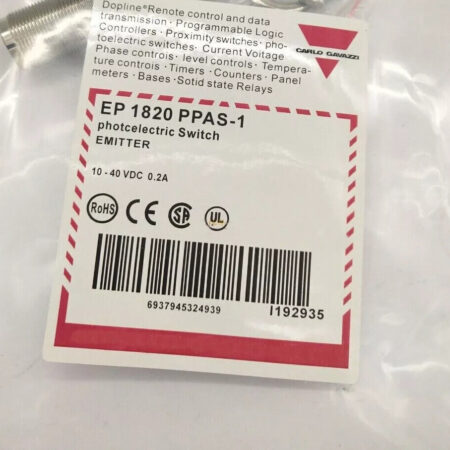 Dopline®Remote control and data
transmission · Programmable Logic
Controllers · Proximity switches · pho-
toelectric switches · Current Voltage
Phase controls · level controls · Tempera-
ture controls · Timers · Counters · Panel
meters · Bases · Sotid state Relays
CARLO GAVAZZI
EP 1820 PPAS-1
photcelectric Switch
EMITTER
10 - 40 VDC 0.2A
RoHS CE SA UL
6937945324939
I192935